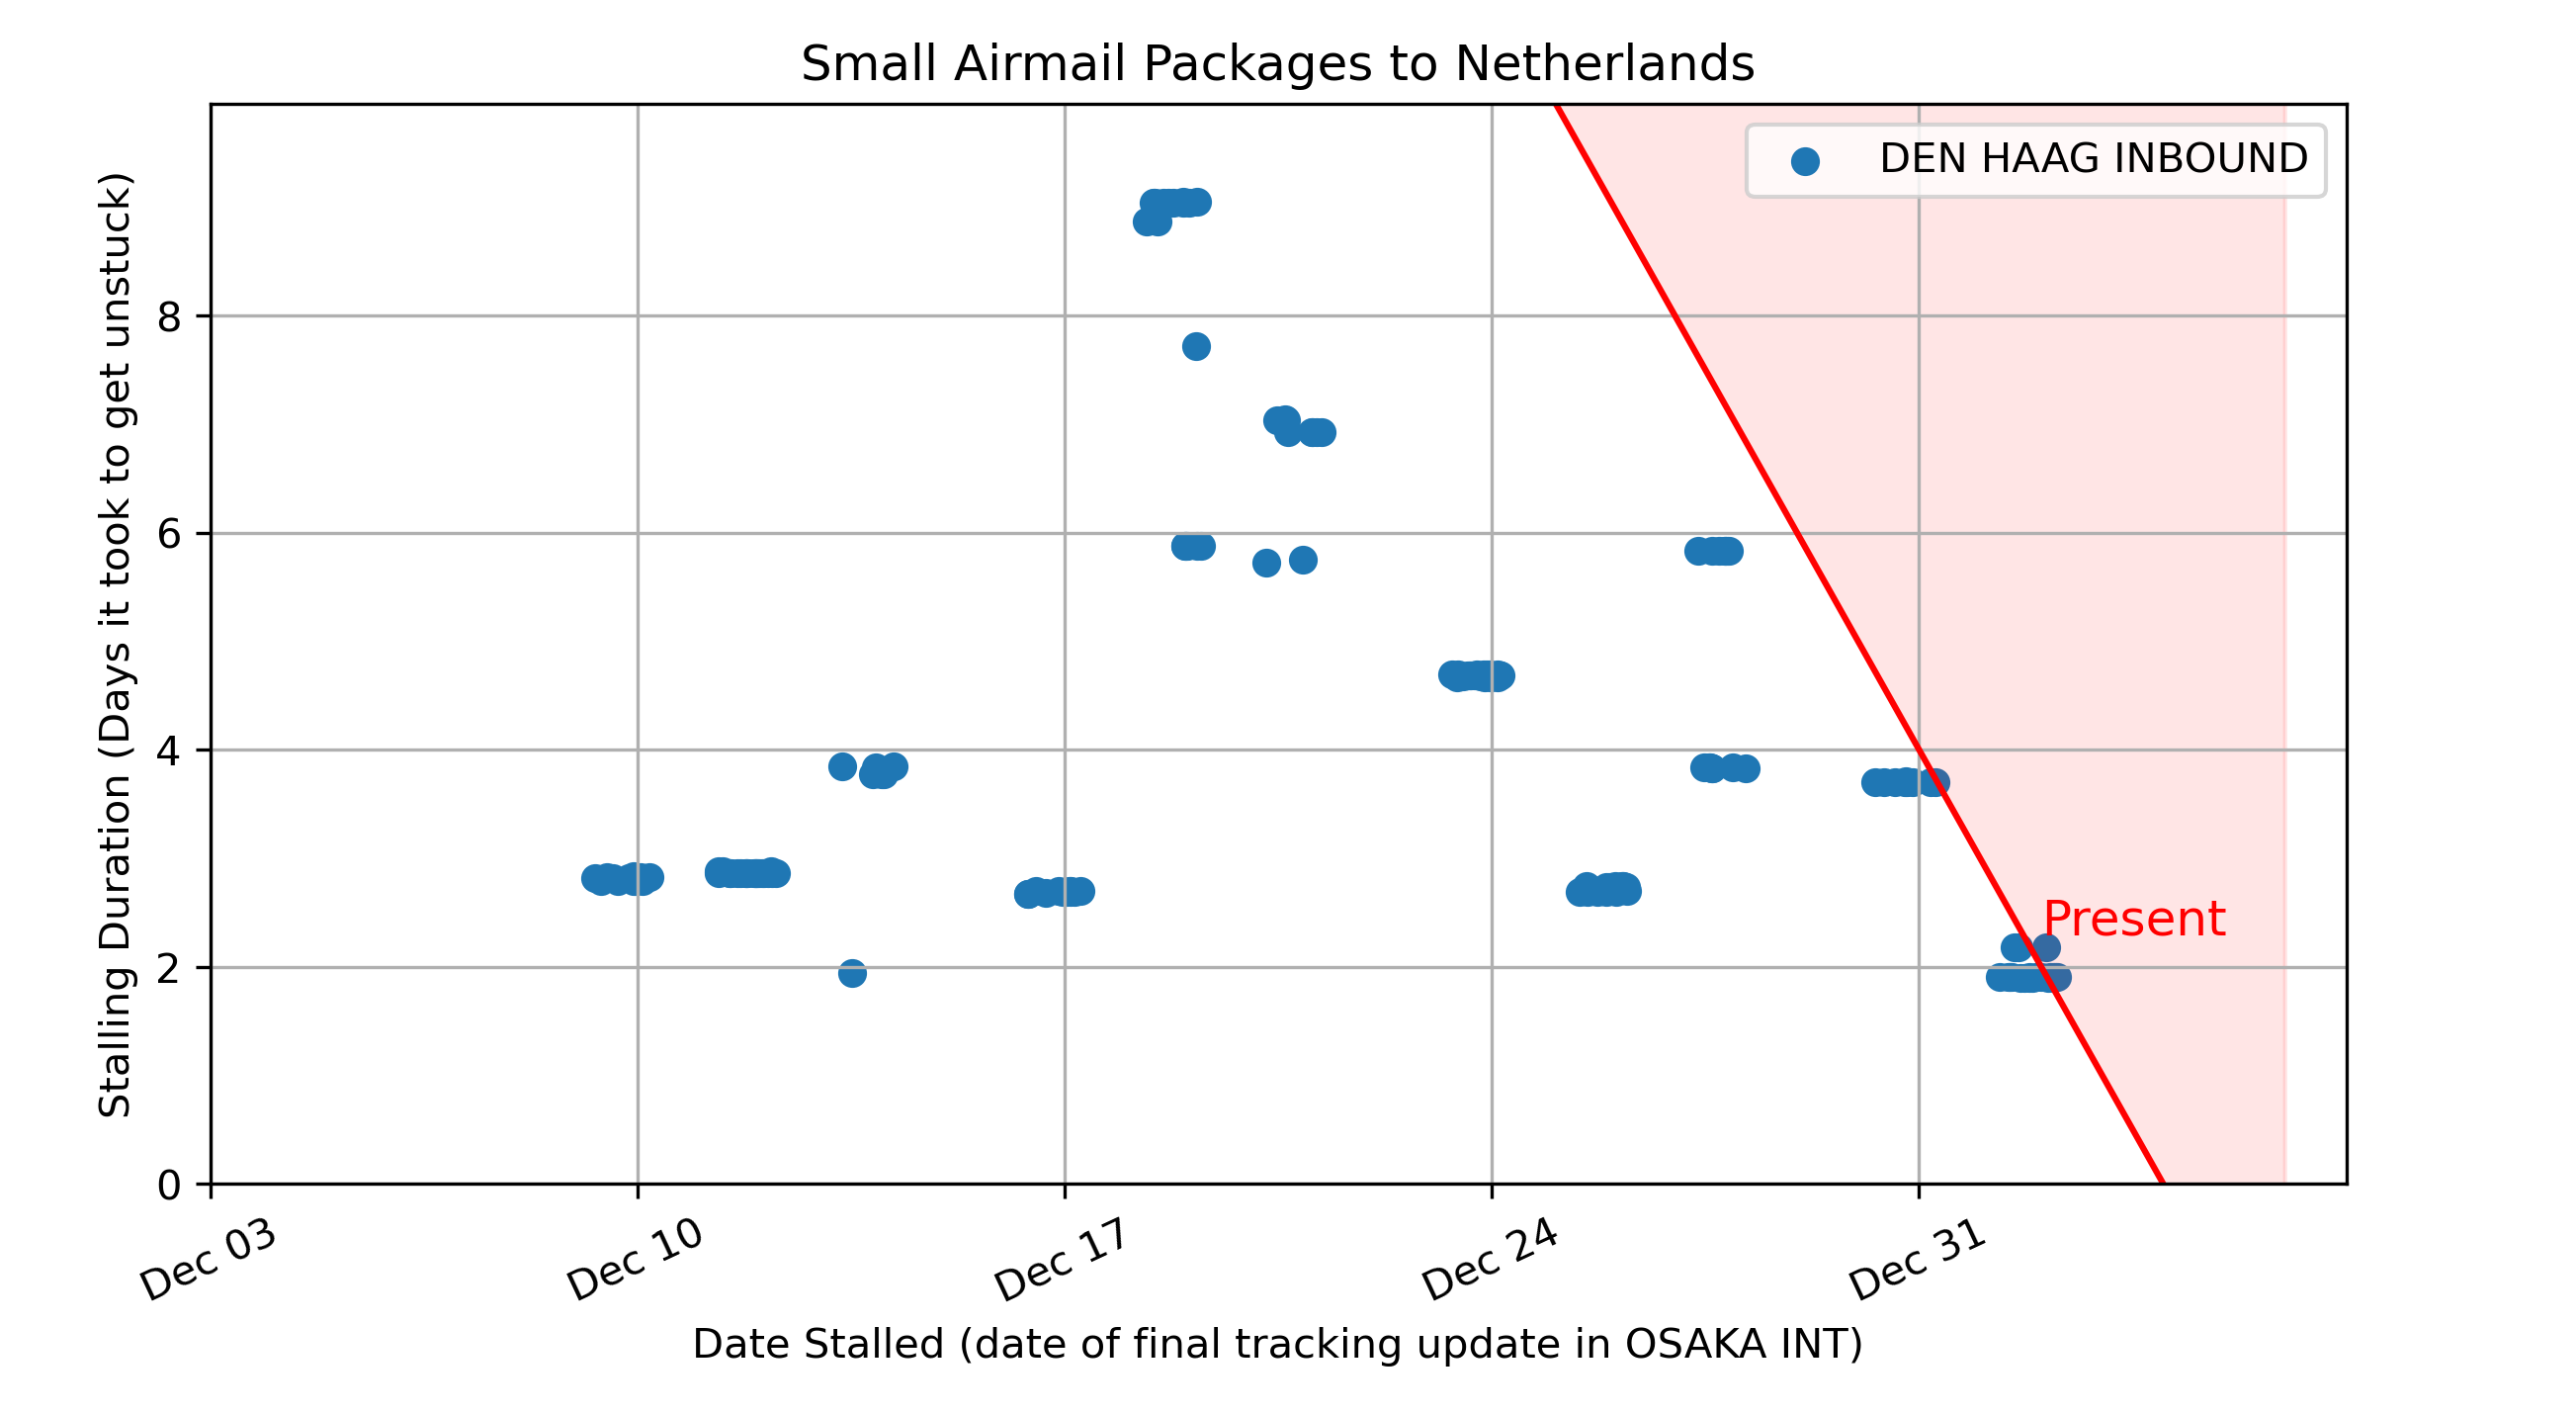 Small Airmail Packages to Netherlands
DEN HAAG INBOUND
Stalling Duration (Days it took to get unstuck)
8
6
4
2
0
Present
Dec 03
Dec 10
Dec 17
Dec 24
Dec 31
Date Stalled (date of final tracking update in OSAKA INT)